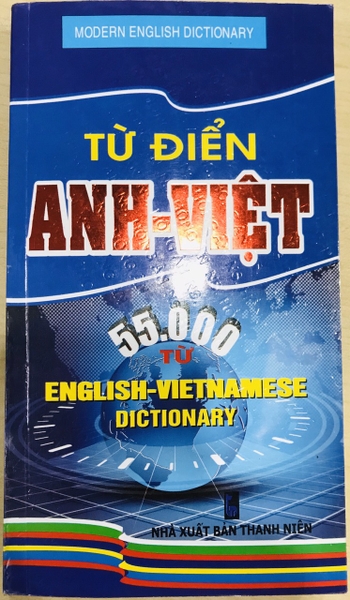 MODERN ENGLISH DICTIONARY
TỪ ĐIỂN
ANH-VIỆT
55.000
TỪ
ENGLISH-VIETNAMESE
DICTIONARY
NHÀ XUẤT BẢN THANH NIÊN